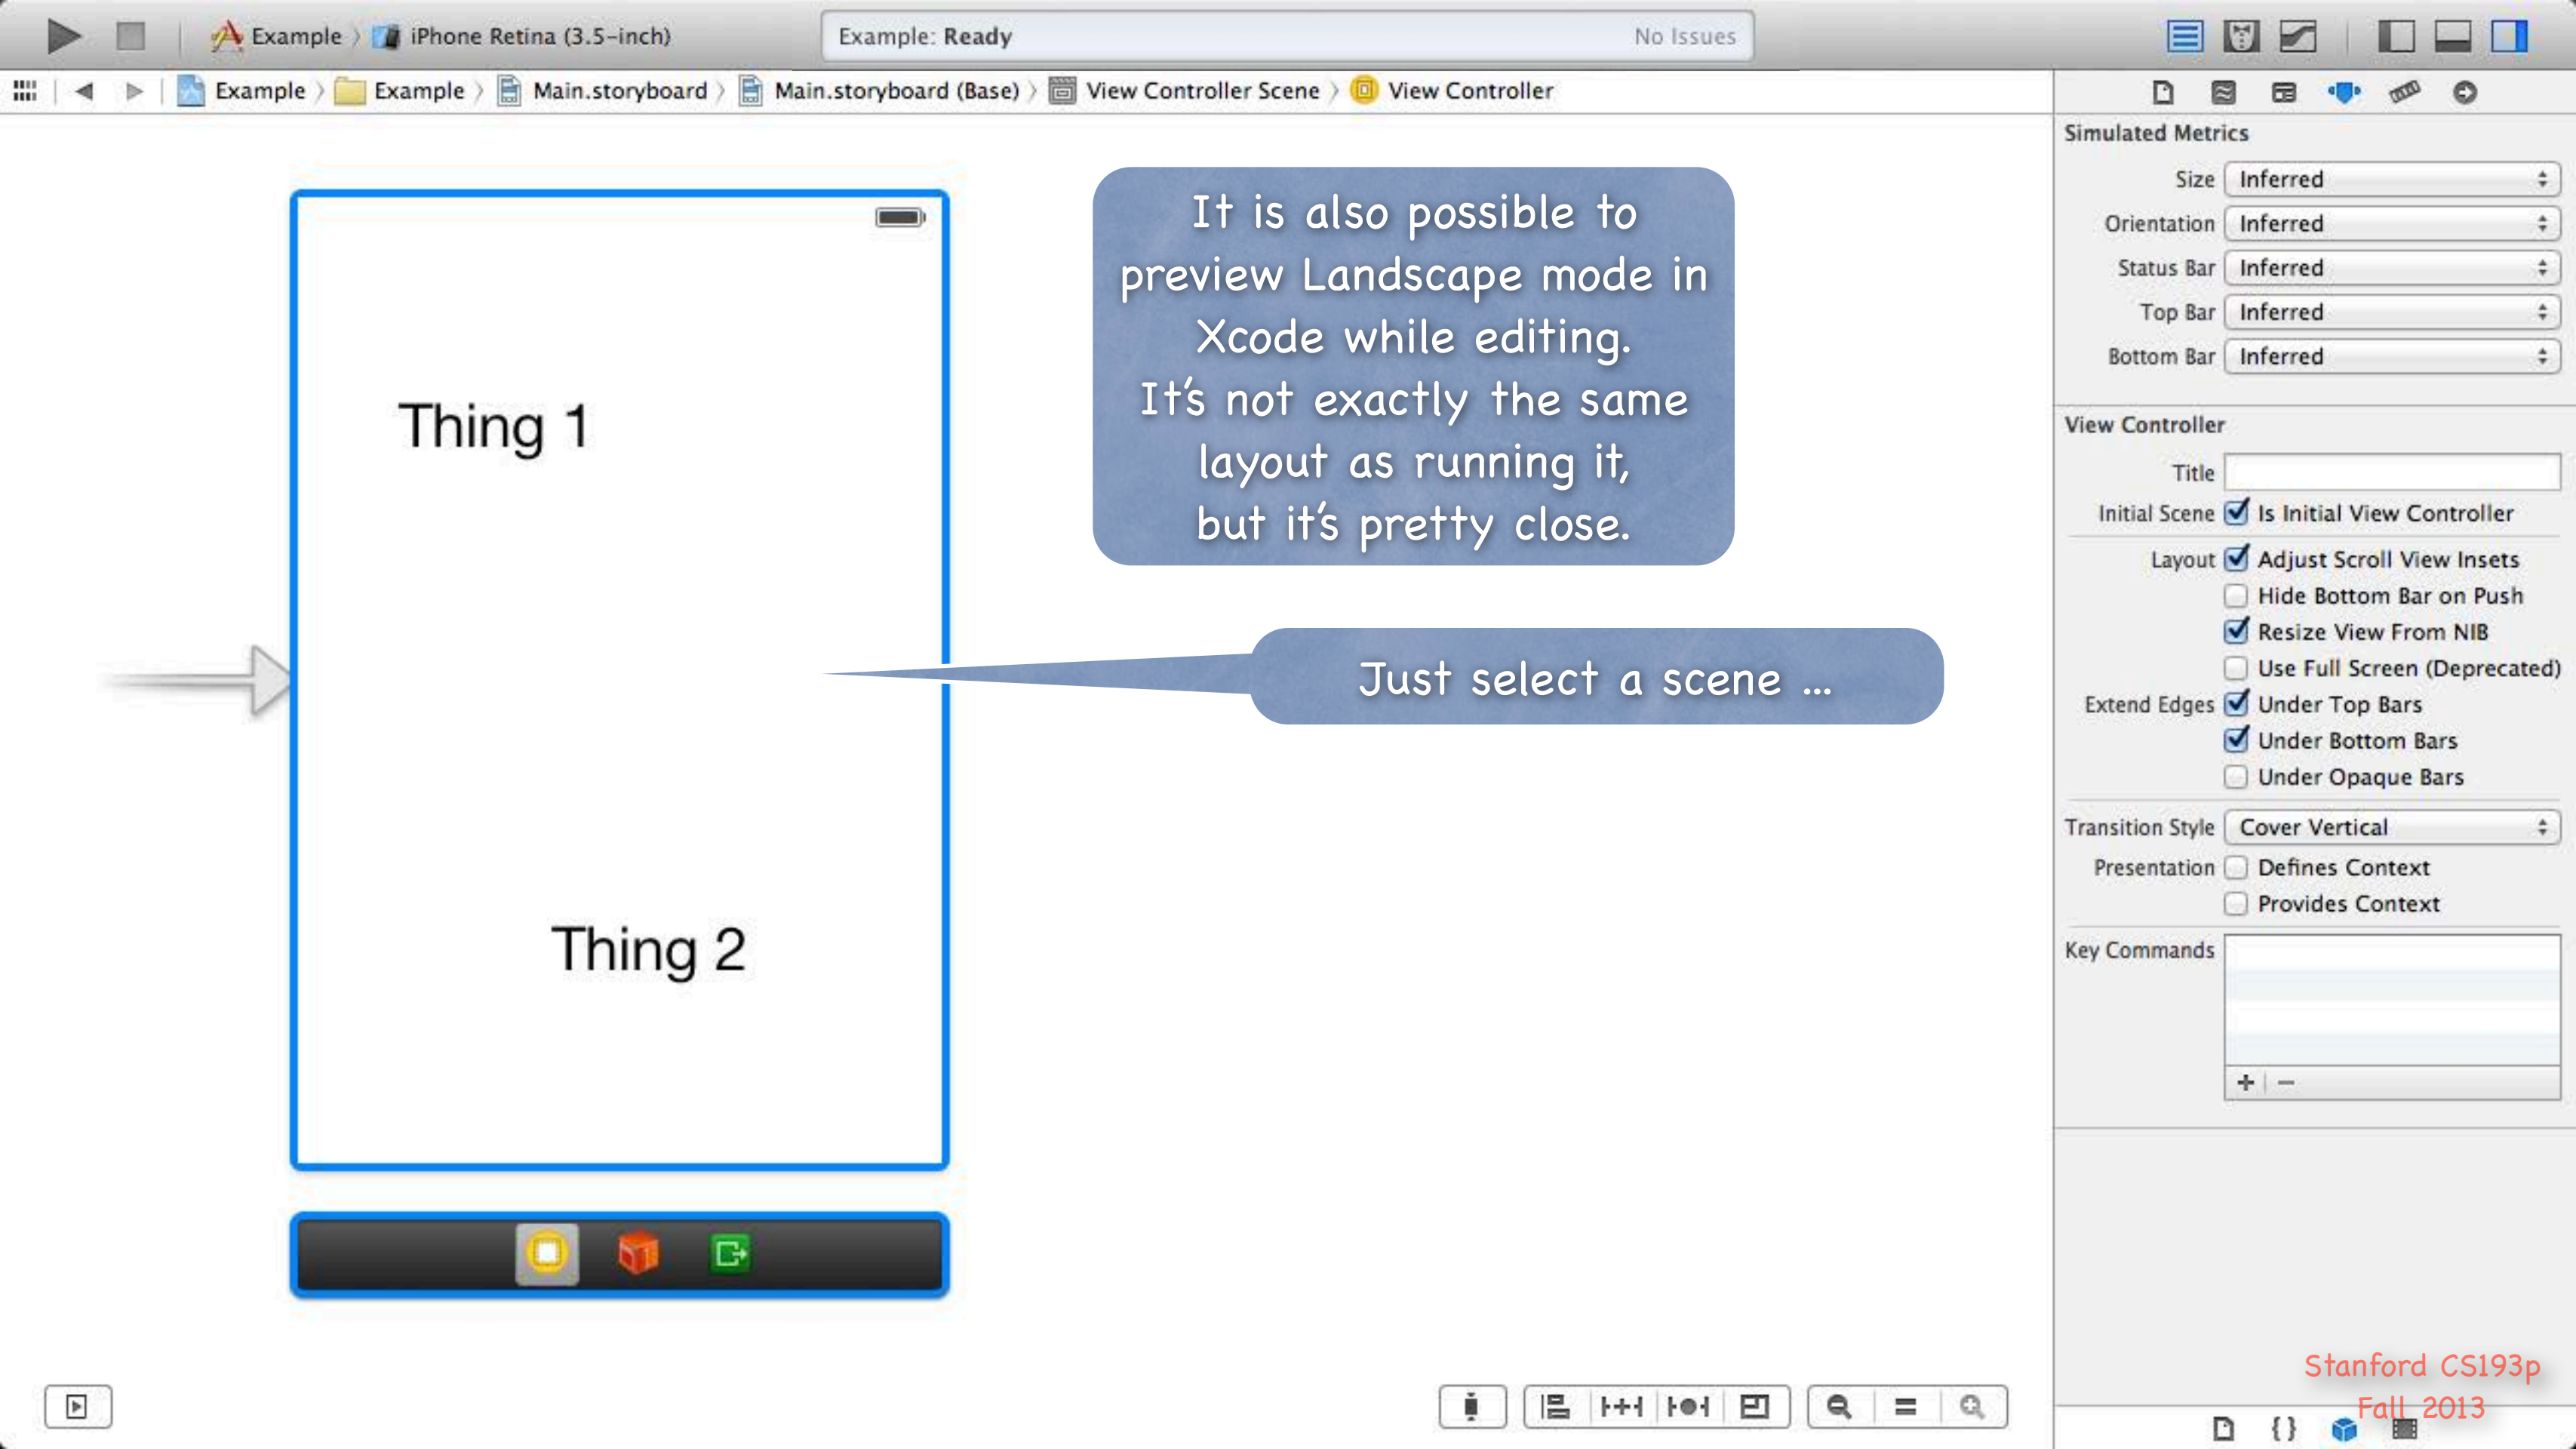 Example
iPhone Retina (3.5-inch)
Example: Ready
No Issues
Example
Example
Main.storyboard
Main.storyboard (Base)
View Controller Scene
View Controller
Thing 1
Thing 2
It is also possible to
preview Landscape mode in
Xcode while editing.
It's not exactly the same
layout as running it,
but it's pretty close.
Just select a scene ...
Simulated Metrics
Size Inferred
Orientation Inferred
Status Bar Inferred
Top Bar Inferred
Bottom Bar Inferred
View Controller
Title
Initial Scene Is Initial View Controller
Layout Adjust Scroll View Insets
Hide Bottom Bar on Push
Resize View From NIB
Use Full Screen (Deprecated)
Extend Edges Under Top Bars
Under Bottom Bars
Under Opaque Bars
Transition Style Cover Vertical
Presentation Defines Context
Provides Context
Key Commands
Stanford CS193p
Fall 2013